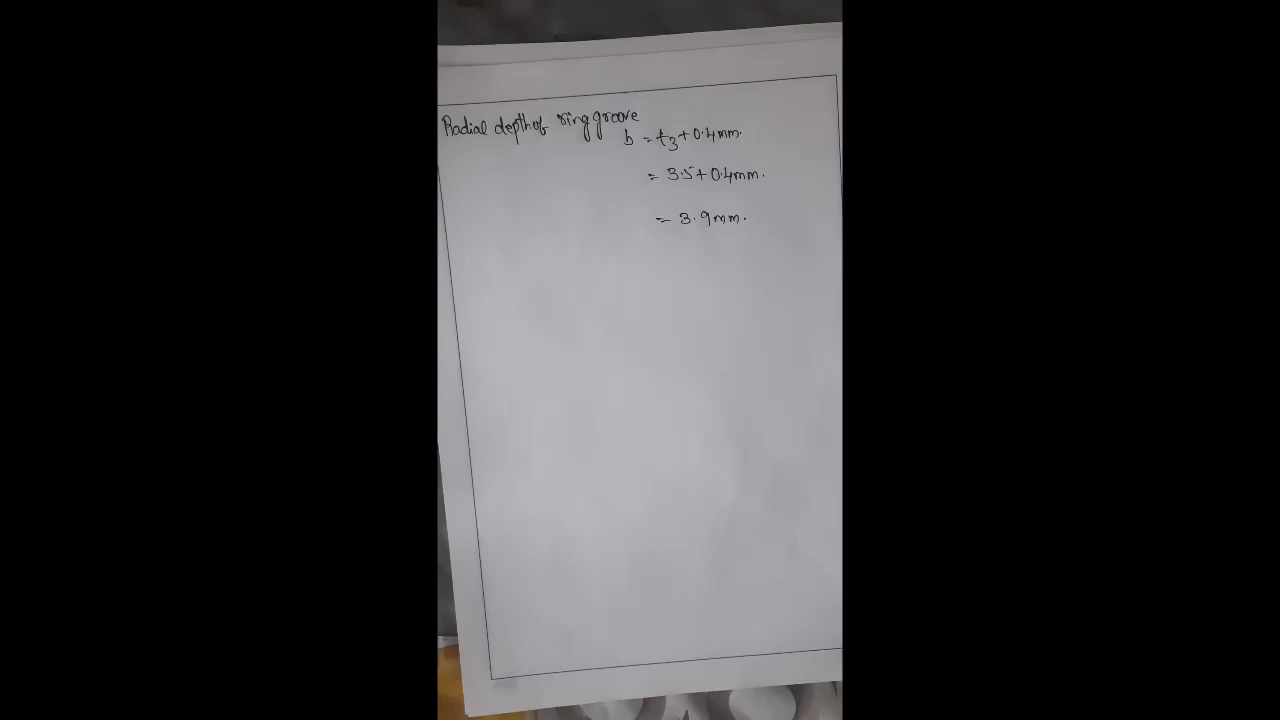 Radial depth of ring groove
b = t3 + 0.4mm.
= 3.5 + 0.4mm.
= 3.9mm.